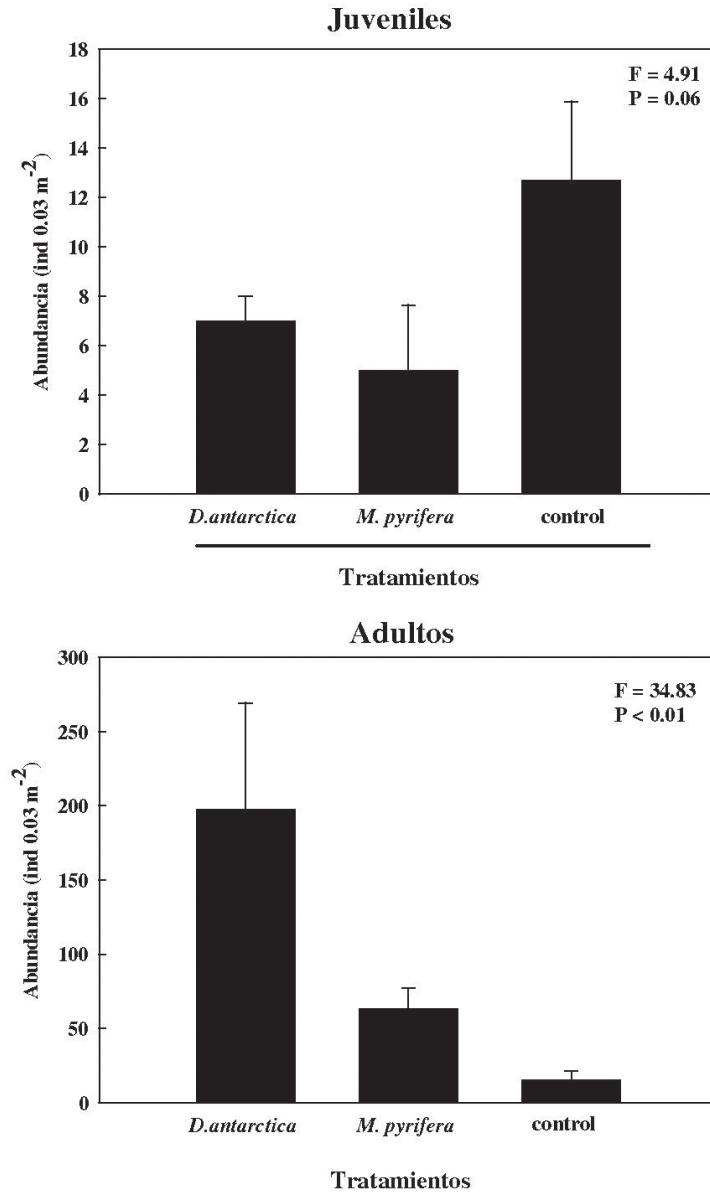 Juveniles
F = 4.91
P = 0.06
18
16
14
12
10
8
6
4
2
0
Abundancia (ind 0.03 m-2)
D.antarctica M. pyrifera control
Tratamientos
Adultos
F = 34.83
P < 0.01
300
250
200
150
100
50
0
Abundancia (ind 0.03 m-2)
D.antarctica M. pyrifera control
Tratamientos